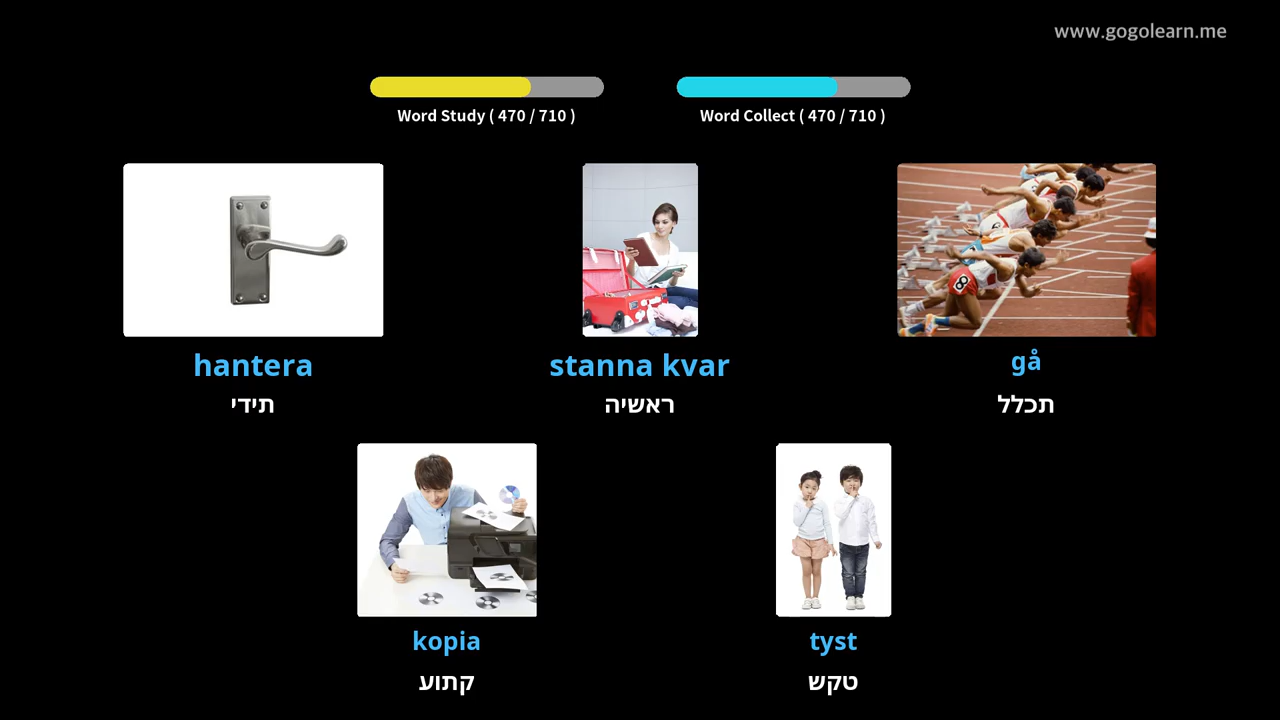 www.gogolearn.me
Word Study ( 470 / 710 )
Word Collect ( 470 / 710 )
hantera
תידי
stanna kvar
ראשיה
gå
תכלל
kopia
קתוע
tyst
טקש